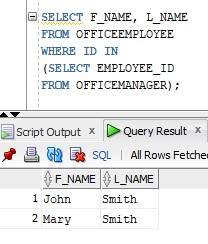 SELECT F_NAME, L_NAME
FROM OFFICEEMPLOYEE
WHERE ID IN
(SELECT EMPLOYEE_ID
FROM OFFICEMANAGER);
Script Output x Query Result x
SQL | All Rows Fetched
F_NAME L_NAME
1 John Smith
2 Mary Smith